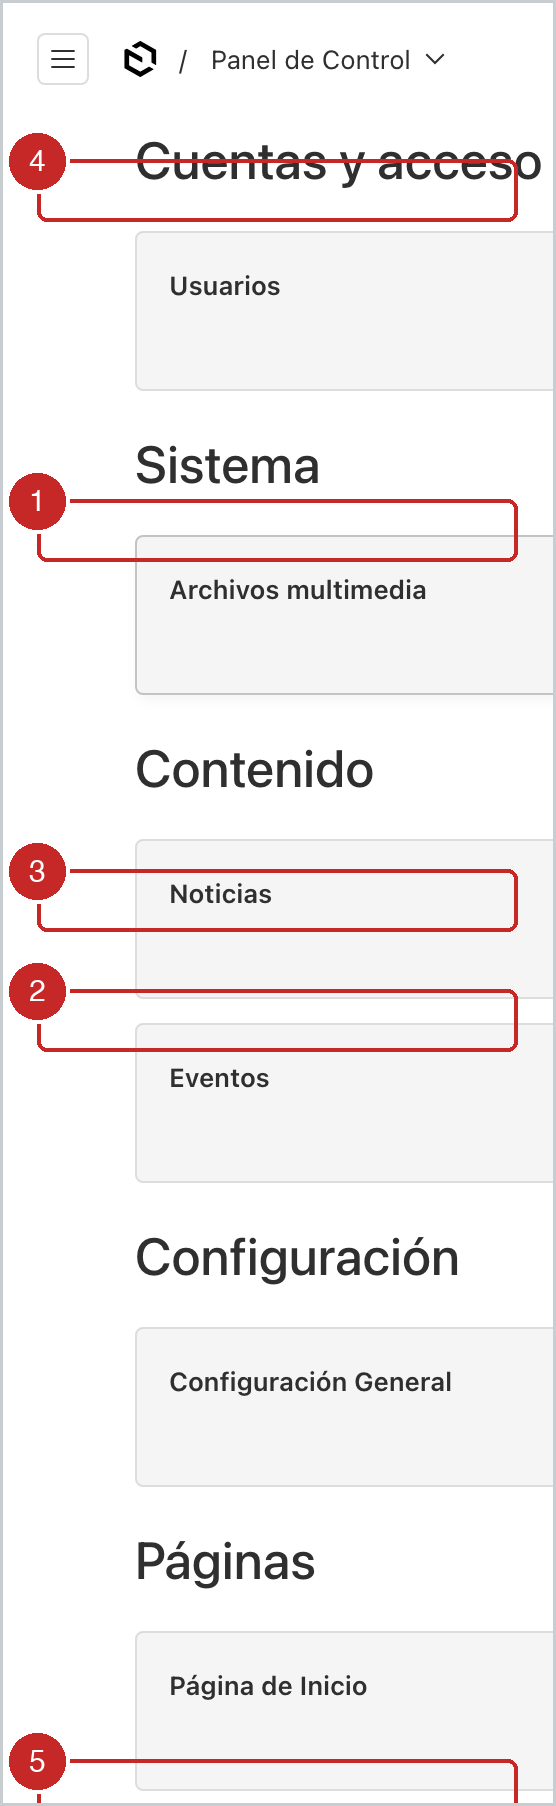 / Panel de Control
4
Cuentas y acceso
Usuarios
Sistema
1
Archivos multimedia
Contenido
3
Noticias
2
Eventos
Configuración
Configuración General
Páginas
Página de Inicio
5